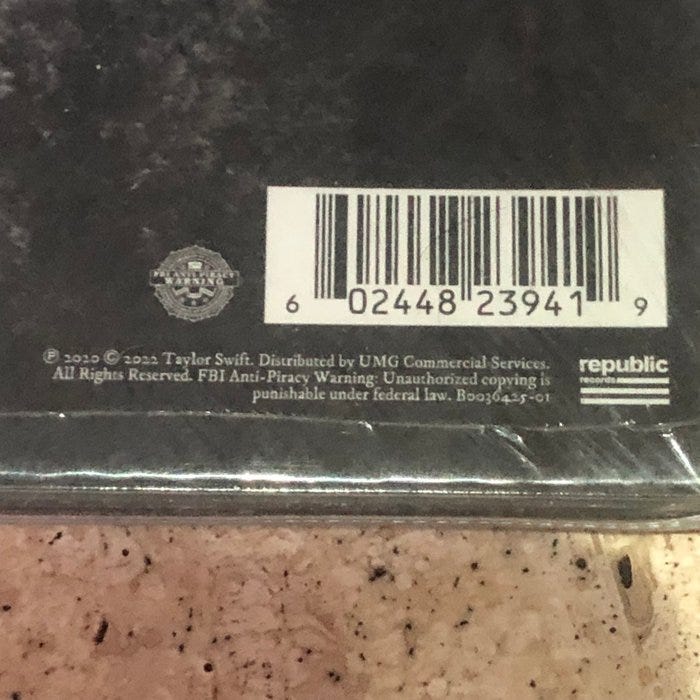 FBI ANTI-PIRACY
WARNING
6 02448 23941 9
℗ 2020 © 2022 Taylor Swift. Distributed by UMG Commercial Services.
All Rights Reserved. FBI Anti-Piracy Warning: Unauthorized copying is
punishable under federal law. B0036425-01
republic
records